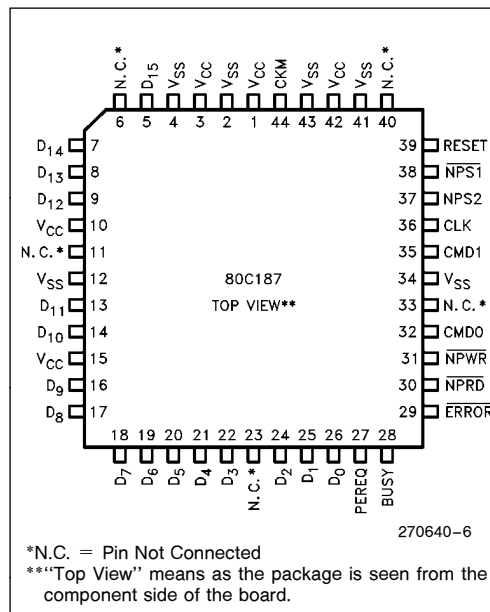 N.C.* D15 VSS VCC VSS VCC CKM VSS VCC VSS N.C.*
6 5 4 3 2 1 44 43 42 41 40
D14 7
D13 8
D12 9
VCC 10
N.C.* 11
VSS 12
D11 13
D10 14
VCC 15
D9 16
D8 17
80C187
TOP VIEW**
39 RESET
38 NPS1
37 NPS2
36 CLK
35 CMD1
34 VSS
33 N.C.*
32 CMD0
31 NPWR
30 NPRD
29 ERROR
18 19 20 21 22 23 24 25 26 27 28
D7 D6 D5 D4 D3 N.C.* D2 D1 D0 PEREQ BUSY
270640-6
*N.C. = Pin Not Connected
**"Top View" means as the package is seen from the
component side of the board.